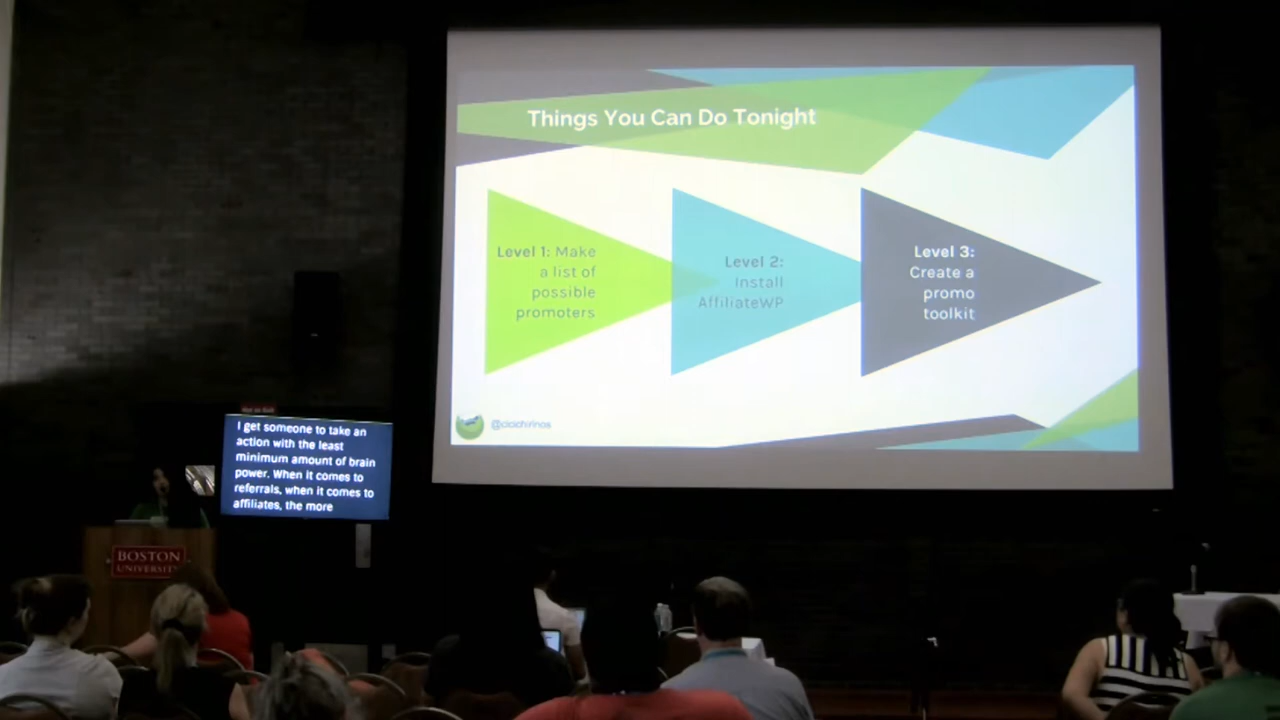 Things You Can Do Tonight
Level 1: Make
a list of
possible
promoters
Level 2:
Install
AffiliateWP
Level 3:
Create a
promo
toolkit
I get someone to take an
action with the least
minimum amount of brain
power. When it comes to
referrals, when it comes to
affiliates, the more
BOSTON
UNIVERSITY